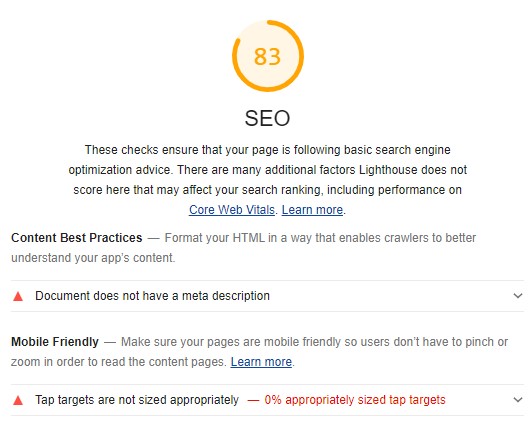 83
SEO
These checks ensure that your page is following basic search engine
optimization advice. There are many additional factors Lighthouse does not
score here that may affect your search ranking, including performance on
Core Web Vitals. Learn more.
Content Best Practices — Format your HTML in a way that enables crawlers to better
understand your app's content.
Document does not have a meta description
Mobile Friendly — Make sure your pages are mobile friendly so users don't have to pinch or
zoom in order to read the content pages. Learn more.
Tap targets are not sized appropriately — 0% appropriately sized tap targets